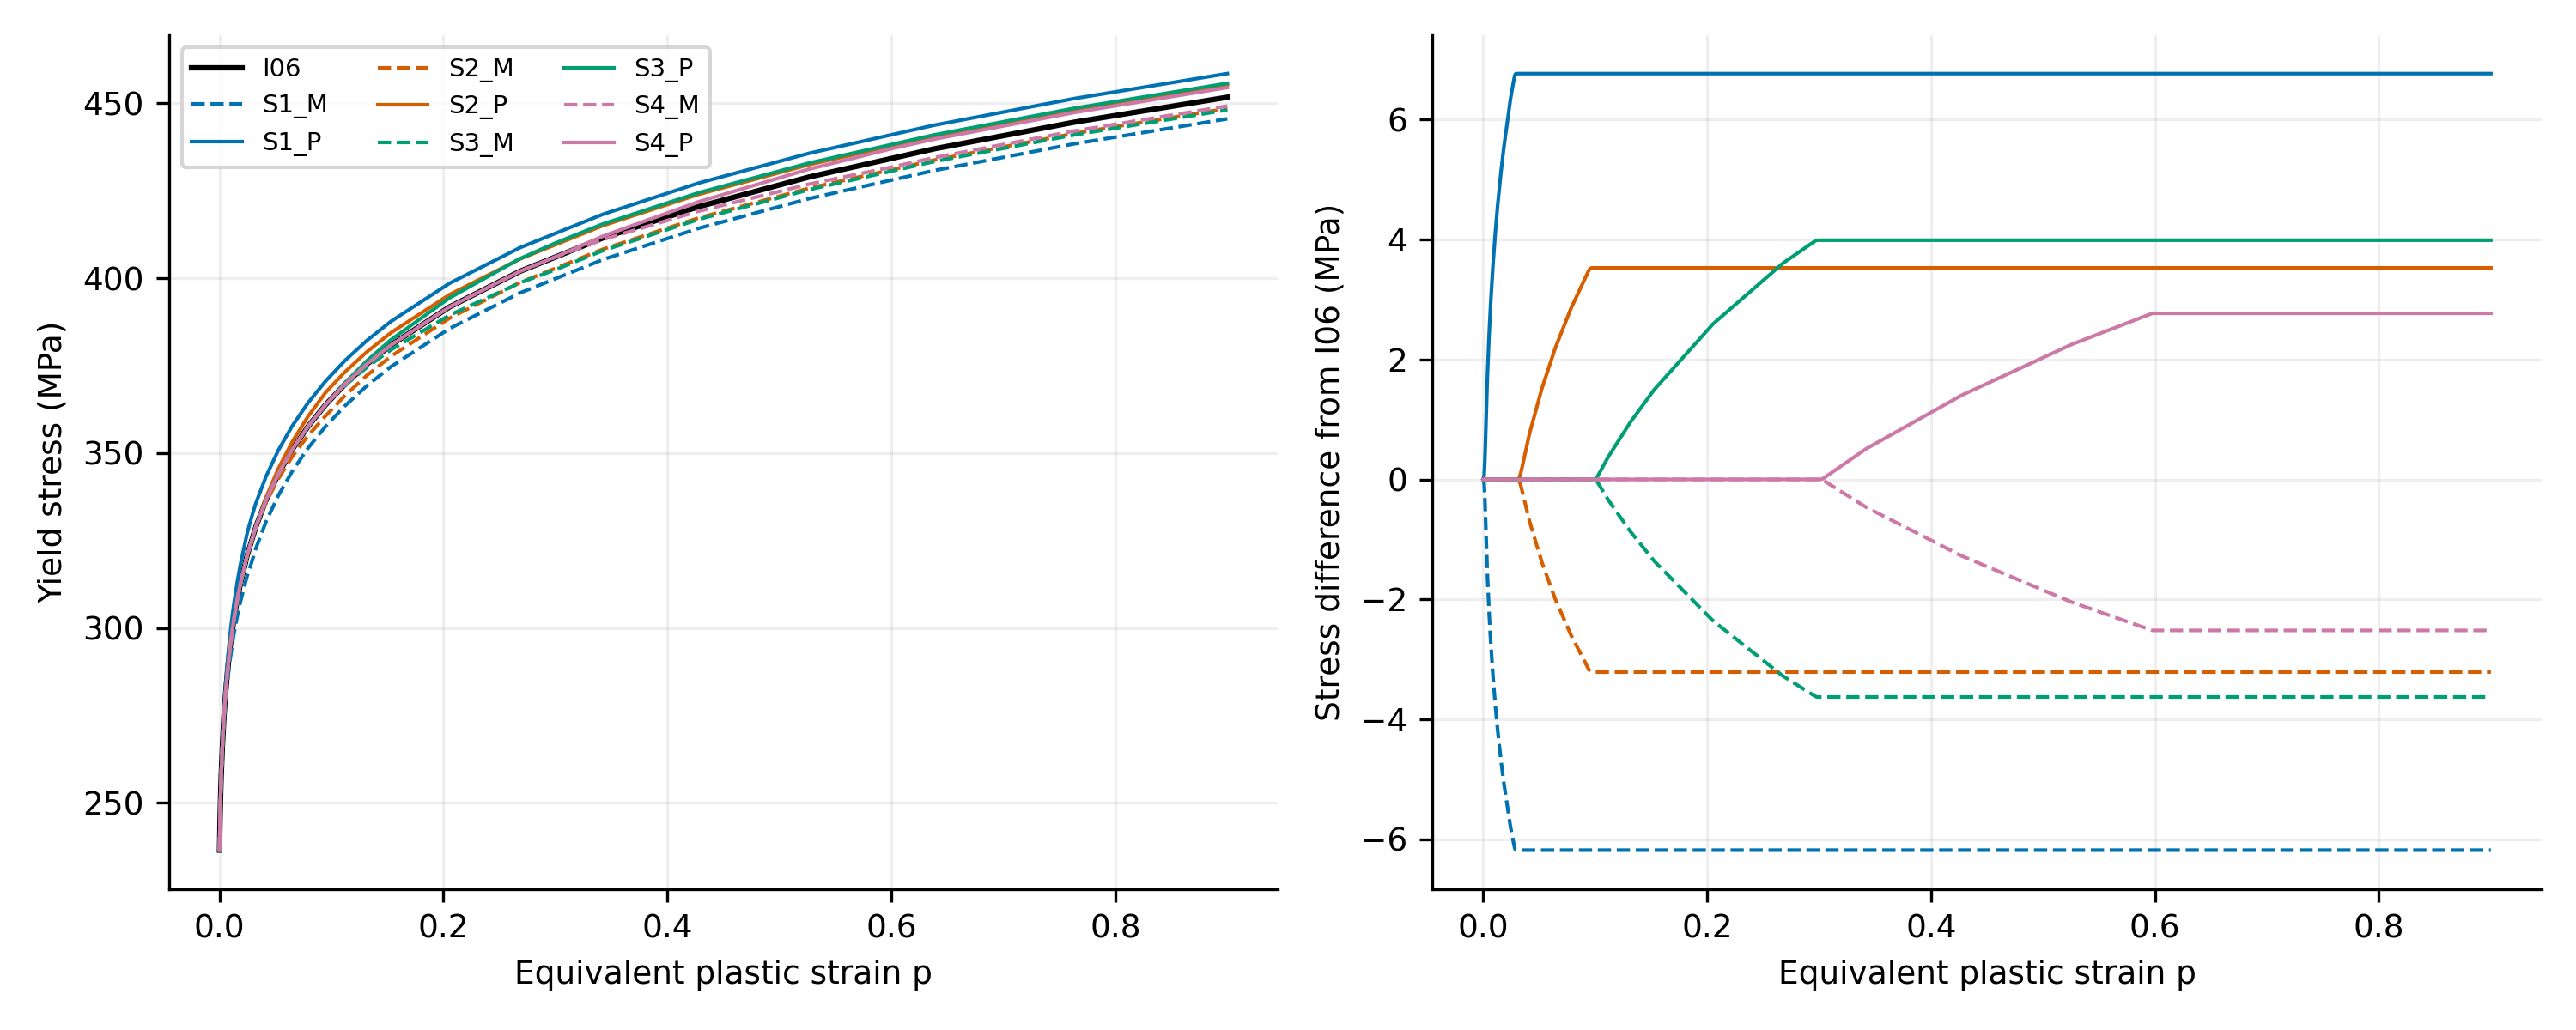 I06
S1_M
S1_P
S2_M
S2_P
S3_M
S3_P
S4_M
S4_P
Yield stress (MPa)
450
400
350
300
250
0.0 0.2 0.4 0.6 0.8
Equivalent plastic strain p
Stress difference from I06 (MPa)
6
4
2
0
−2
−4
−6
0.0 0.2 0.4 0.6 0.8
Equivalent plastic strain p